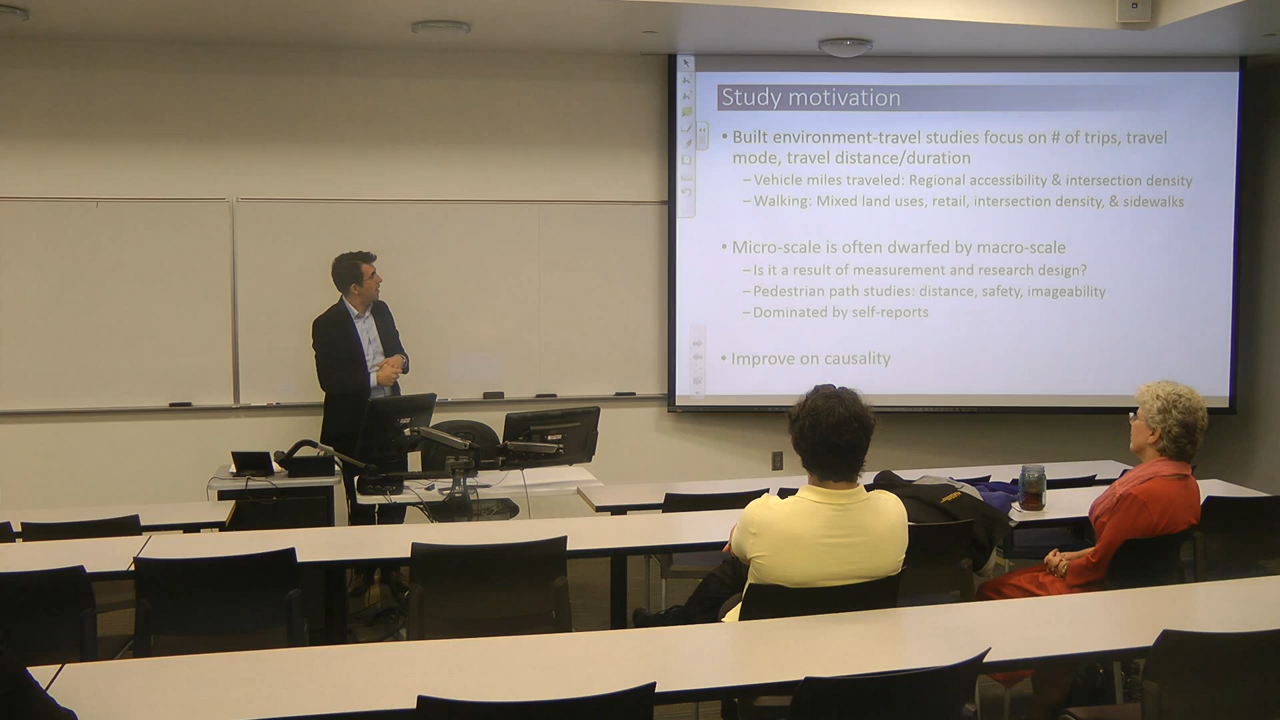 Study motivation
• Built environment-travel studies focus on # of trips, travel
mode, travel distance/duration
– Vehicle miles traveled: Regional accessibility & intersection density
– Walking: Mixed land uses, retail, intersection density, & sidewalks
• Micro-scale is often dwarfed by macro-scale
– Is it a result of measurement and research design?
– Pedestrian path studies: distance, safety, imageability
– Dominated by self-reports
• Improve on causality